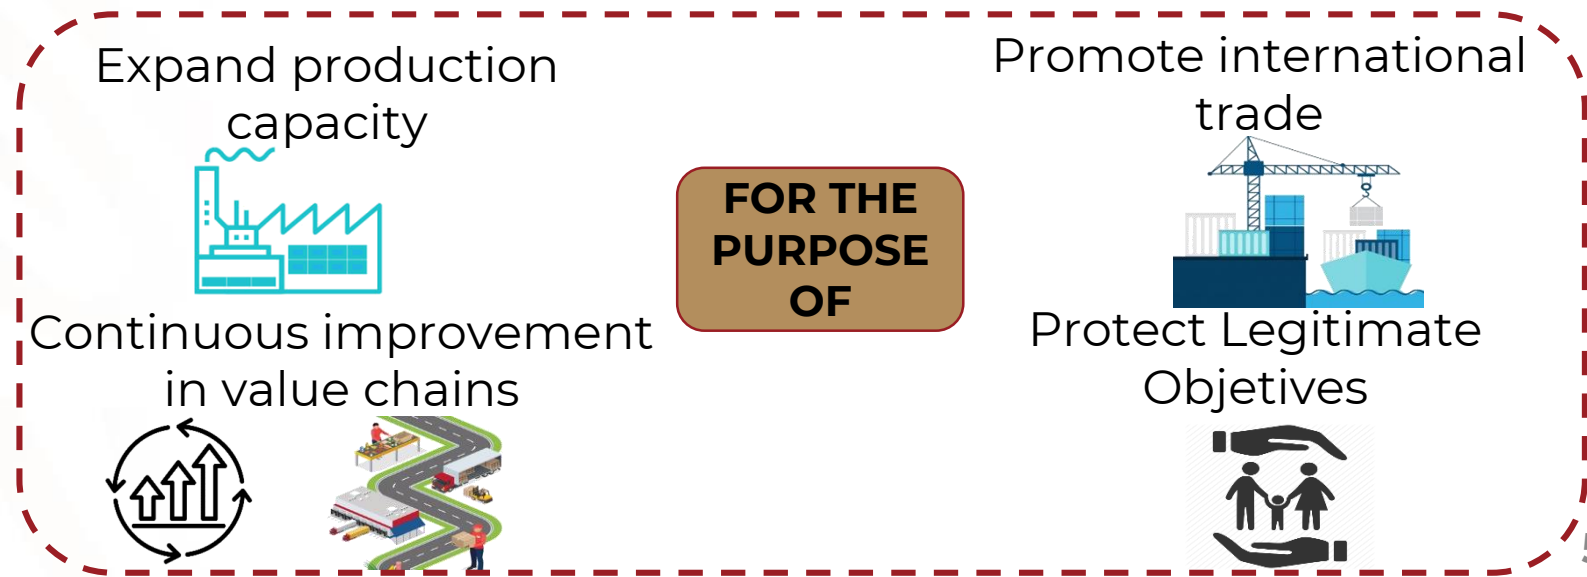 Expand production
capacity
Continuous improvement
in value chains
FOR THE
PURPOSE
OF
Promote international
trade
Protect Legitimate
Objetives